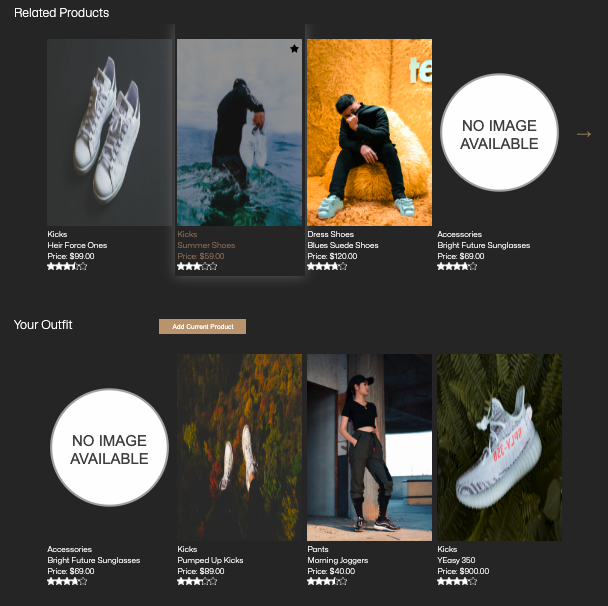 Related Products
te
NO IMAGE
AVAILABLE
→
Kicks
Heir Force Ones
Price: $99.00
Kicks
Summer Shoes
Price: $59.00
Dress Shoes
Blues Suede Shoes
Price: $120.00
Accessories
Bright Future Sunglasses
Price: $69.00
Your Outfit
Add Current Product
NO IMAGE
AVAILABLE
Accessories
Bright Future Sunglasses
Price: $69.00
Kicks
Pumped Up Kicks
Price: $89.00
Pants
Morning Joggers
Price: $40.00
Kicks
YEasy 350
Price: $900.00